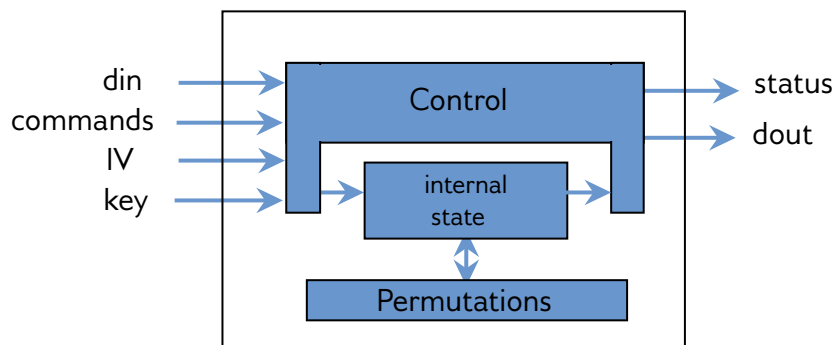 din
commands
IV
key
Control
internal
state
Permutations
status
dout